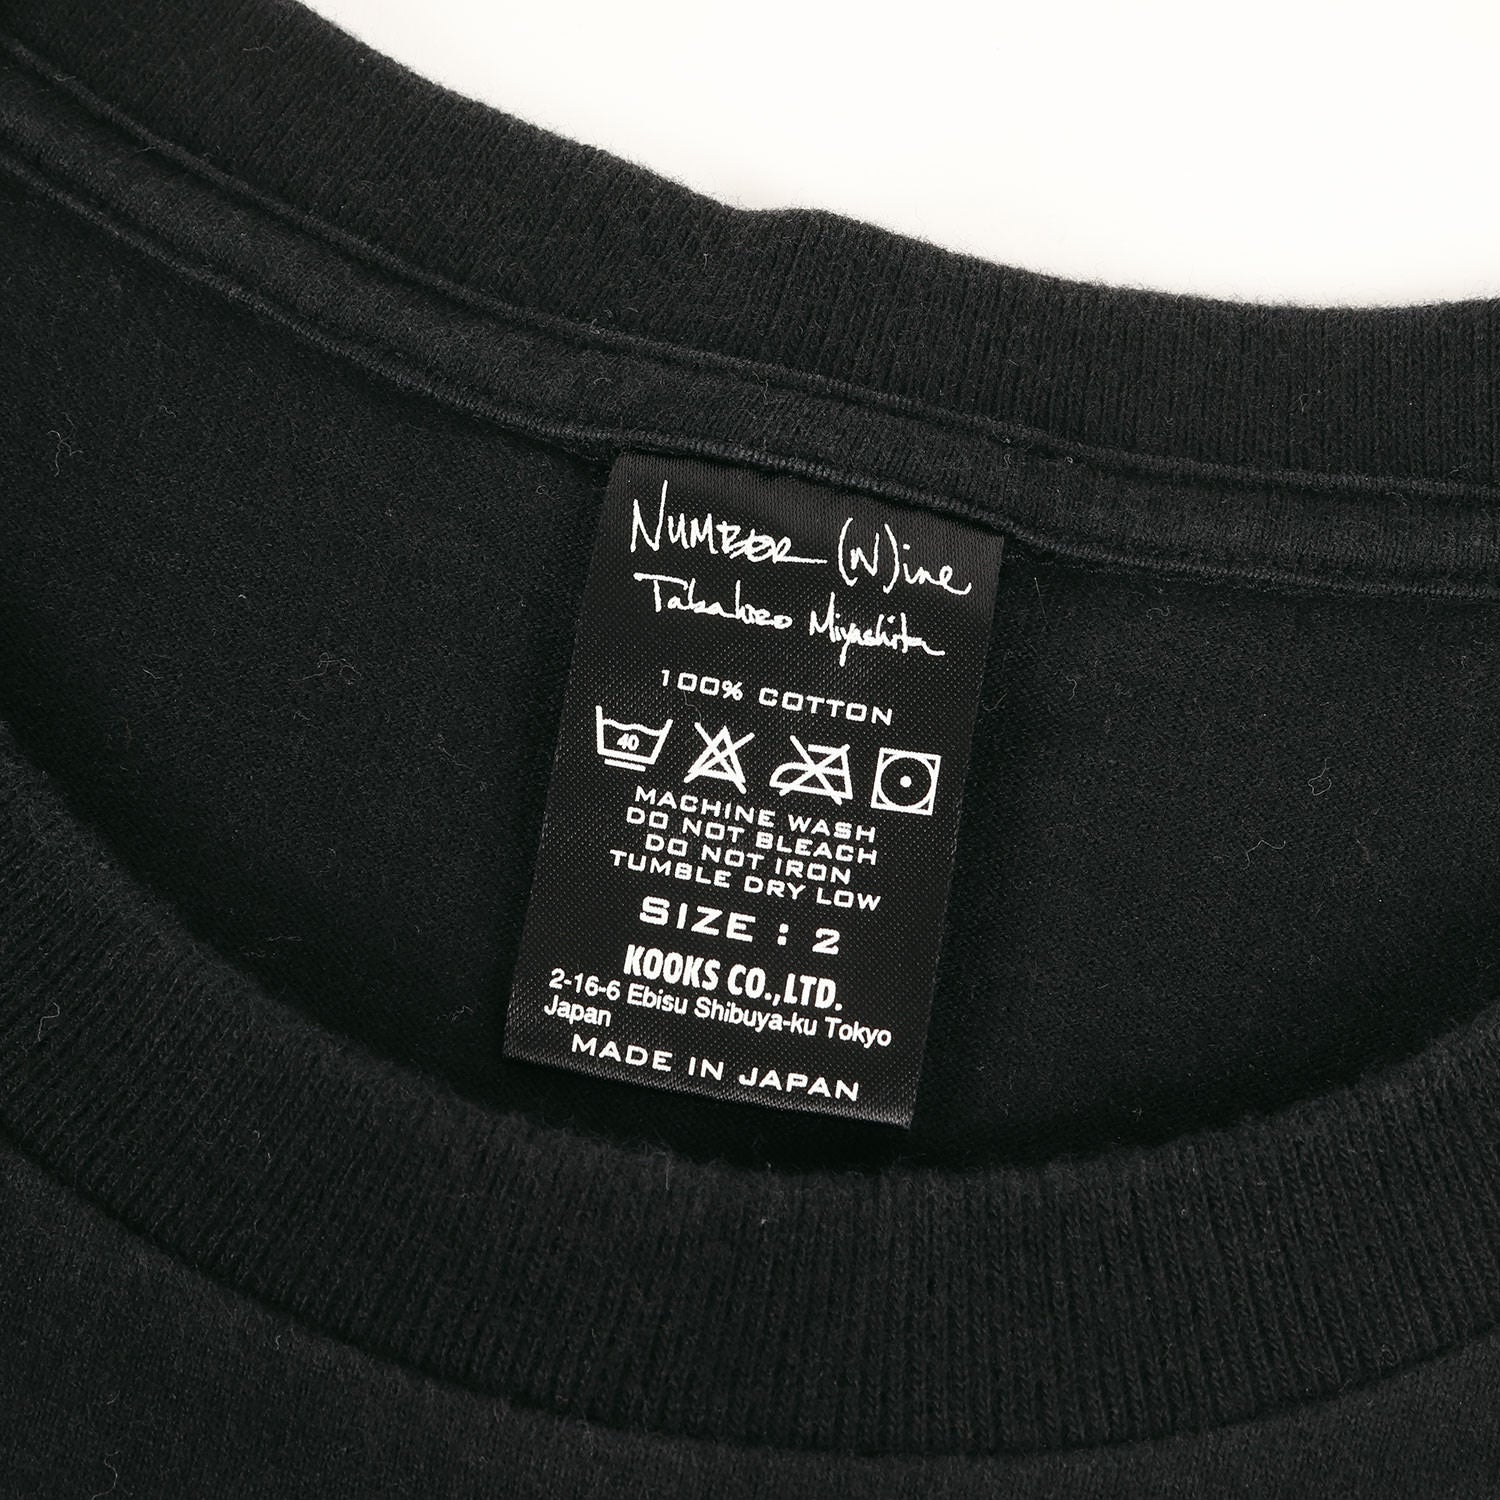 NUMBER (N)ine
Takahiro Miyashita
100% COTTON
40
MACHINE WASH
DO NOT BLEACH
DO NOT IRON
TUMBLE DRY LOW
SIZE : 2
KOOKS CO.,LTD.
2-16-6 Ebisu Shibuya-ku Tokyo
Japan
MADE IN JAPAN